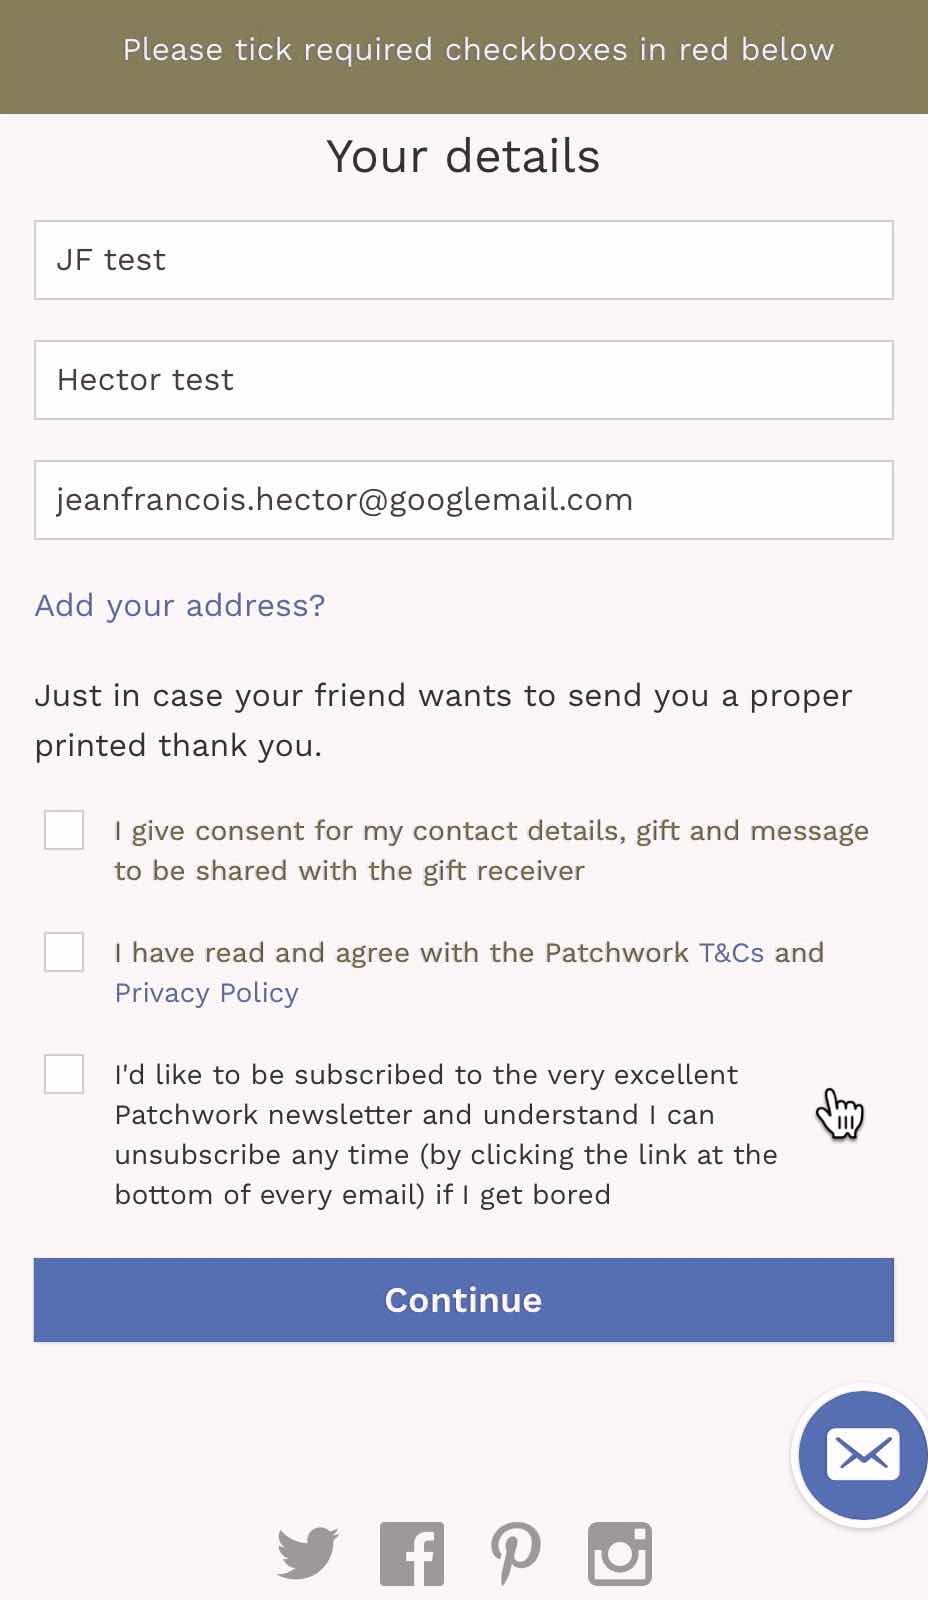 Please tick required checkboxes in red below
Your details
JF test
Hector test
jeanfrancois.hector@googlemail.com
Add your address?
Just in case your friend wants to send you a proper
printed thank you.
I give consent for my contact details, gift and message
to be shared with the gift receiver
I have read and agree with the Patchwork T&Cs and
Privacy Policy
I'd like to be subscribed to the very excellent
Patchwork newsletter and understand I can
unsubscribe any time (by clicking the link at the
bottom of every email) if I get bored
Continue